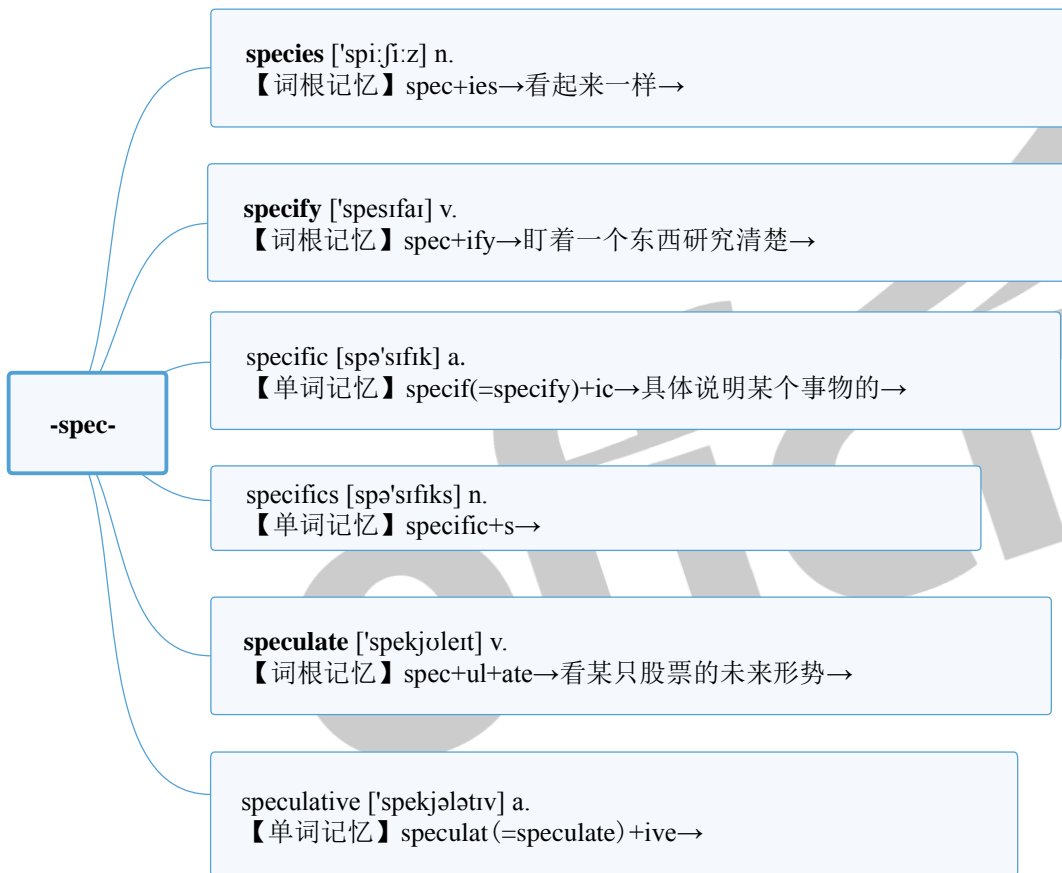 species ['spiːʃiːz] n.
【词根记忆】spec+ies→看起来一样→
specify ['spesɪfaɪ] v.
【词根记忆】spec+ify→盯着一个东西研究清楚→
specific [spə'sɪfɪk] a.
【单词记忆】specif(=specify)+ic→具体说明某个事物的→
-spec-
specifics [spə'sɪfɪks] n.
【单词记忆】specific+s→
speculate ['spekjʊleɪt] v.
【词根记忆】spec+ul+ate→看某只股票的未来形势→
speculative ['spekjələtɪv] a.
【单词记忆】speculat（=speculate）+ive→